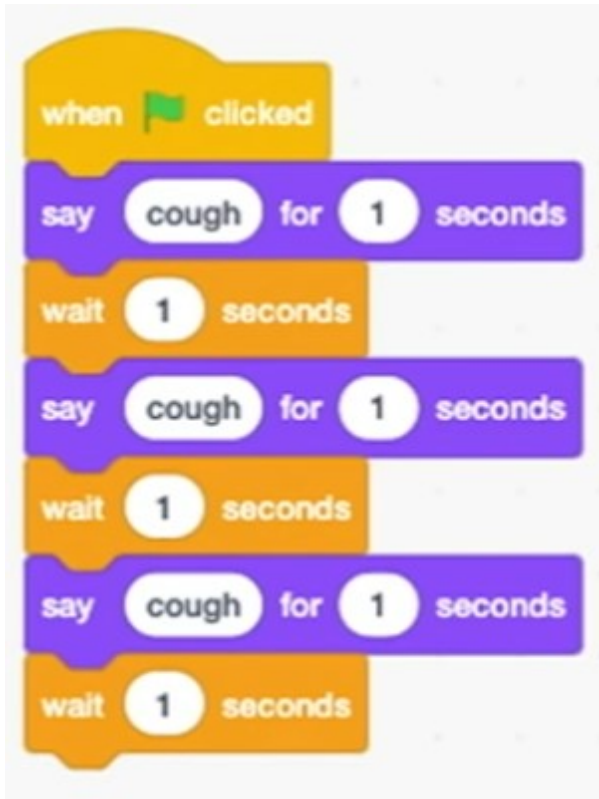 when clicked
say cough for 1 seconds
wait 1 seconds
say cough for 1 seconds
wait 1 seconds
say cough for 1 seconds
wait 1 seconds